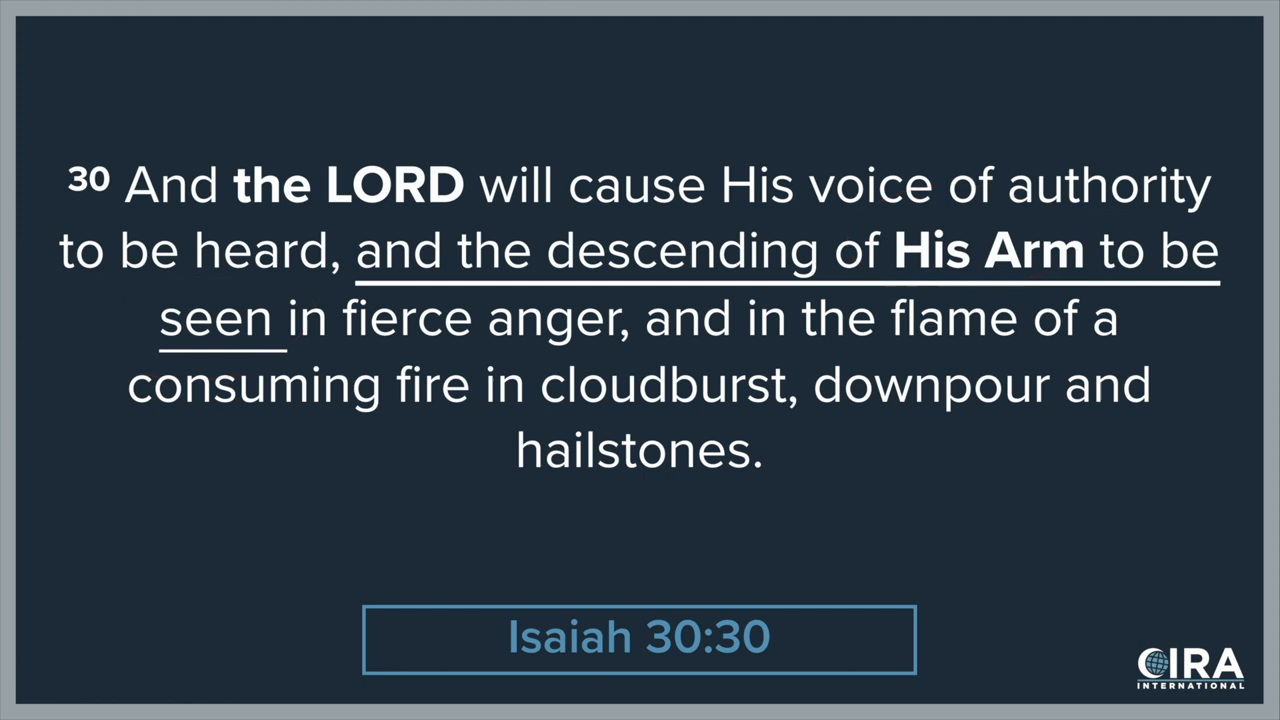 30 And the LORD will cause His voice of authority
to be heard, and the descending of His Arm to be
seen in fierce anger, and in the flame of a
consuming fire in cloudburst, downpour and
hailstones.
Isaiah 30:30
CIRA
INTERNATIONAL